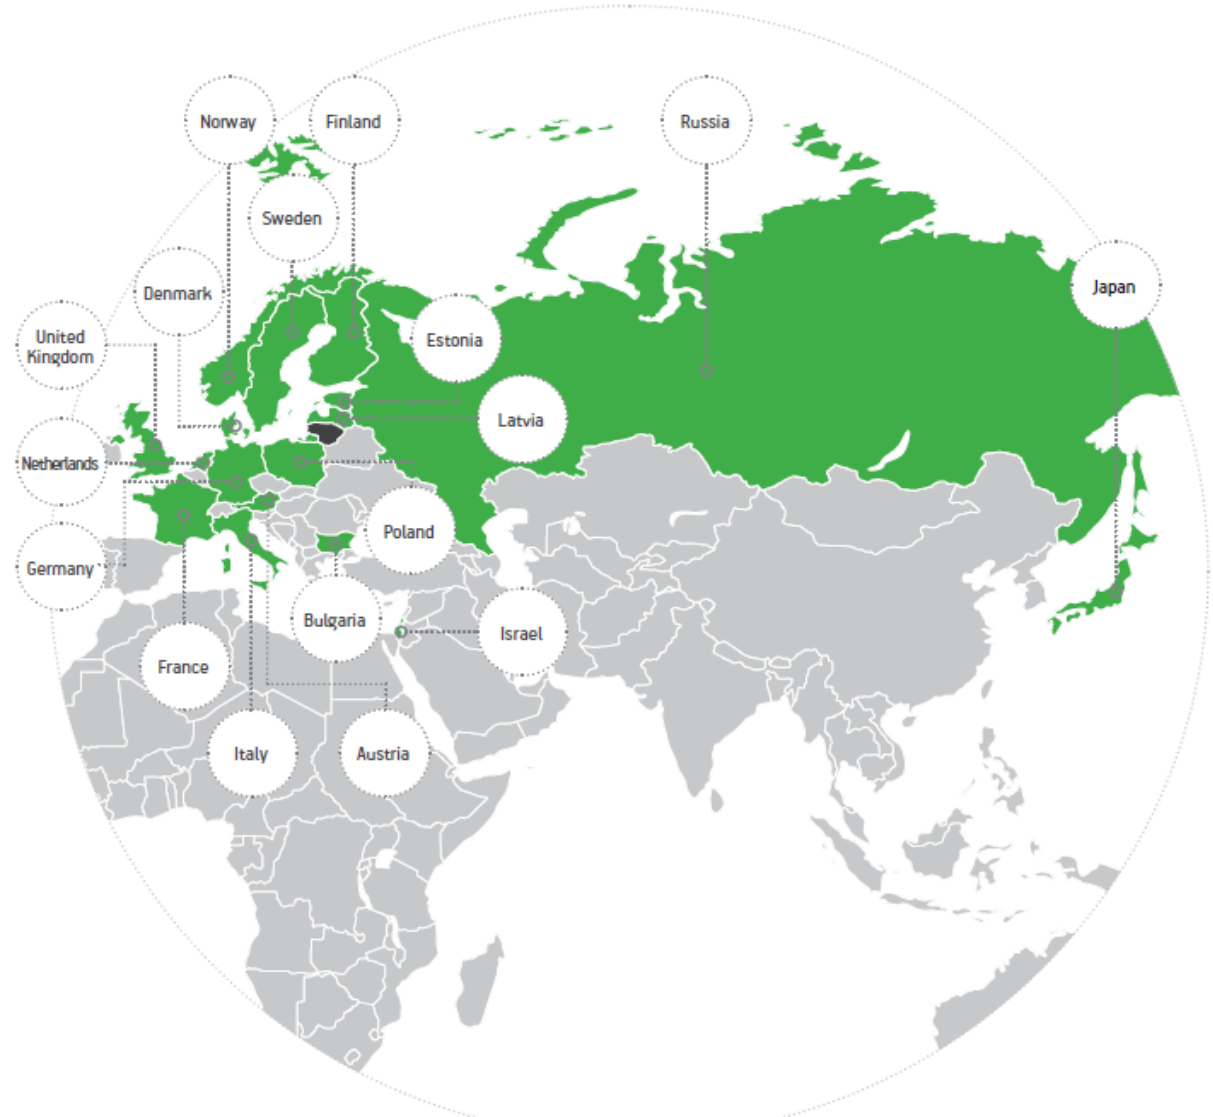 Norway
Finland
Russia
Sweden
Denmark
Japan
United
Kingdom
Estonia
Latvia
Netherlands
Poland
Germany
Bulgaria
Israel
France
Italy
Austria